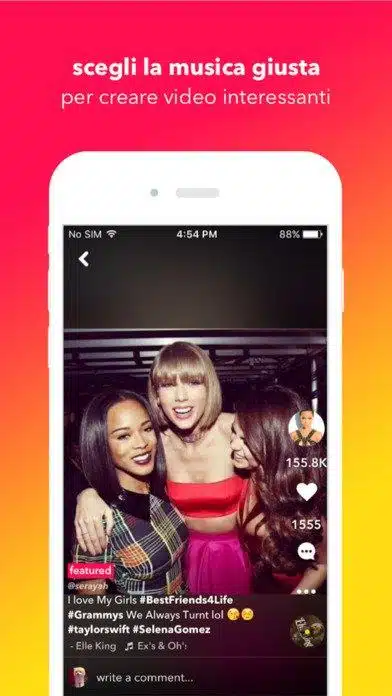 scegli la musica giusta
per creare video interessanti
No SIM 4:54 PM 88%
155.8K
1555
featured
@serayah
I love My Girls #BestFriends4Life
#Grammys We Always Turnt lol 😘😊
#taylorswift #SelenaGomez
- Elle King ♬ Ex's & Oh':
write a comment...